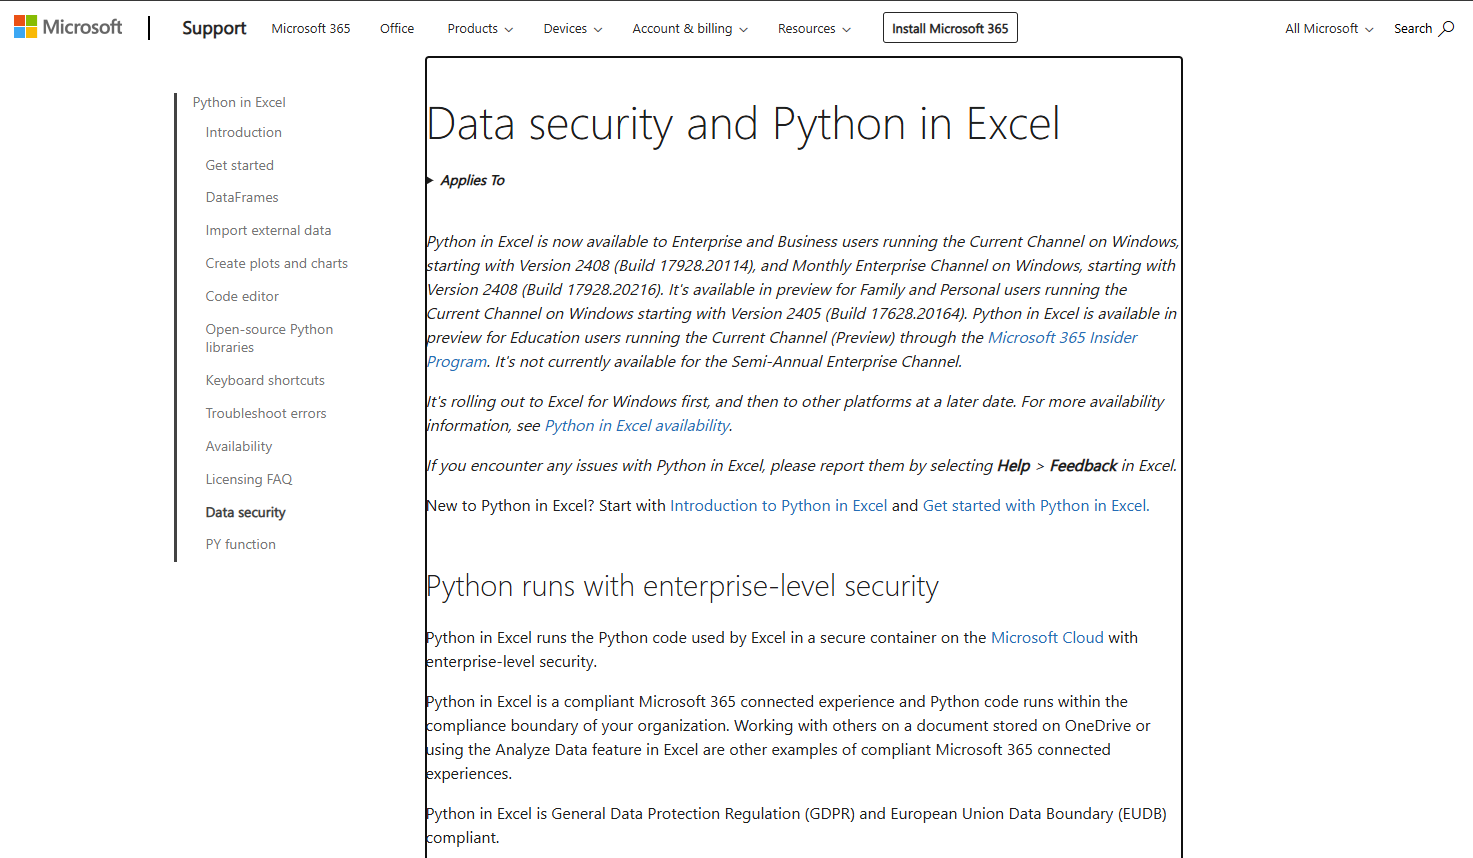 Microsoft
Support
Microsoft 365
Office
Products
Devices
Account & billing
Resources
Install Microsoft 365
All Microsoft
Search
Python in Excel
Introduction
Get started
DataFrames
Import external data
Create plots and charts
Code editor
Open-source Python
libraries
Keyboard shortcuts
Troubleshoot errors
Availability
Licensing FAQ
Data security
PY function
Data security and Python in Excel
Applies To
Python in Excel is now available to Enterprise and Business users running the Current Channel on Windows,
starting with Version 2408 (Build 17928.20114), and Monthly Enterprise Channel on Windows, starting with
Version 2408 (Build 17928.20216). It's available in preview for Family and Personal users running the
Current Channel on Windows starting with Version 2405 (Build 17628.20164). Python in Excel is available in
preview for Education users running the Current Channel (Preview) through the Microsoft 365 Insider
Program. It's not currently available for the Semi-Annual Enterprise Channel.
It's rolling out to Excel for Windows first, and then to other platforms at a later date. For more availability
information, see Python in Excel availability.
If you encounter any issues with Python in Excel, please report them by selecting Help > Feedback in Excel.
New to Python in Excel? Start with Introduction to Python in Excel and Get started with Python in Excel.
Python runs with enterprise-level security
Python in Excel runs the Python code used by Excel in a secure container on the Microsoft Cloud with
enterprise-level security.
Python in Excel is a compliant Microsoft 365 connected experience and Python code runs within the
compliance boundary of your organization. Working with others on a document stored on OneDrive or
using the Analyze Data feature in Excel are other examples of compliant Microsoft 365 connected
experiences.
Python in Excel is General Data Protection Regulation (GDPR) and European Union Data Boundary (EUDB)
compliant.